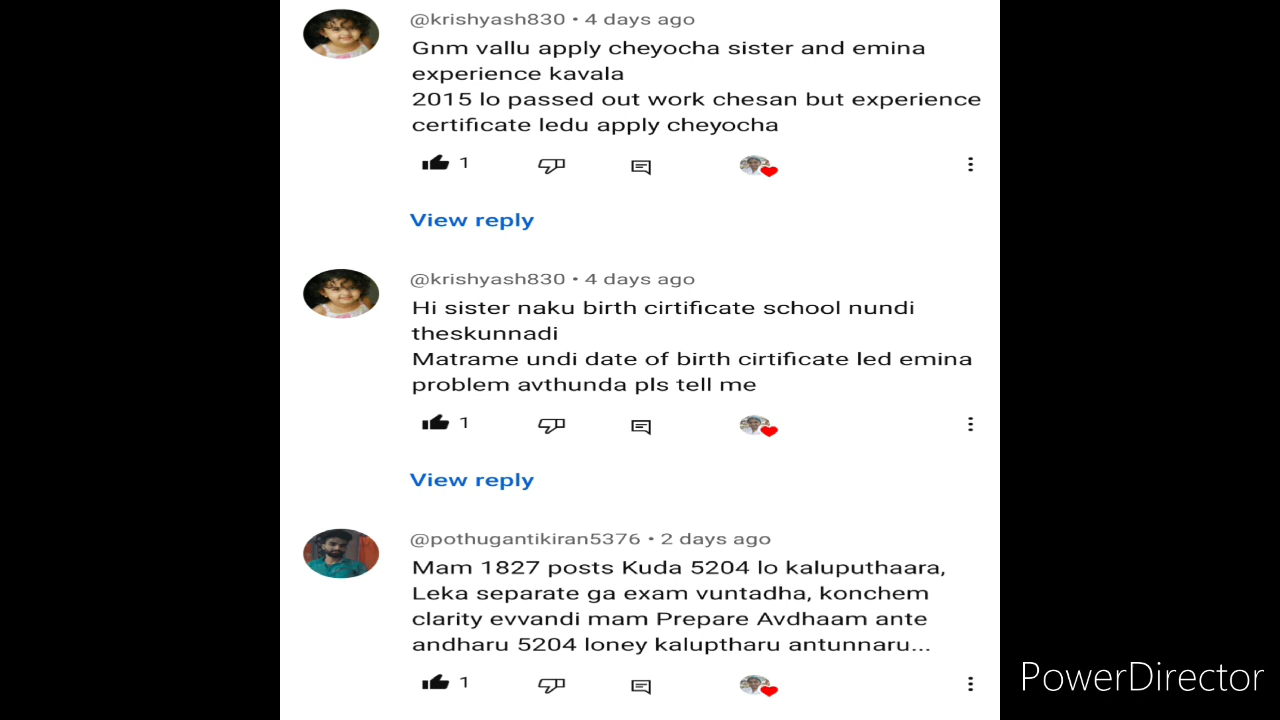 @krishyash830 • 4 days ago
Gnm vallu apply cheyocha sister and emina
experience kavala
2015 lo passed out work chesan but experience
certificate ledu apply cheyocha
1
View reply
@krishyash830 • 4 days ago
Hi sister naku birth cirtificate school nundi
theskunnadi
Matrame undi date of birth cirtificate led emina
problem avthunda pls tell me
1
View reply
@pothugantikiran5376 • 2 days ago
Mam 1827 posts Kuda 5204 lo kaluputhaara,
Leka separate ga exam vuntadha, konchem
clarity evvandi mam Prepare Avdhaam ante
andharu 5204 loney kaluptharu antunnaru...
1
PowerDirector